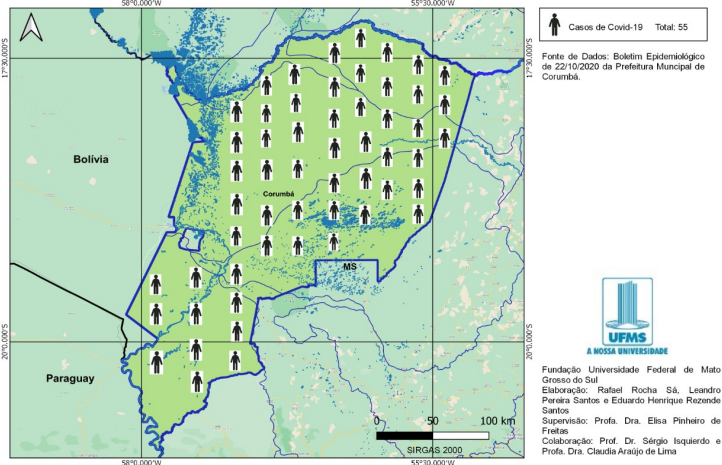 58°0.000'W
55°30.000'W
17°30.000'S
17°30.000'S
Bolívia
Corumbá
MS
20°0.000'S
20°0.000'S
Paraguay
0
50
100 km
SIRGAS 2000
58°0.000'W
55°30.000'W
Casos de Covid-19 Total: 55
Fonte de Dados: Boletim Epidemiológico
de 22/10/2020 da Prefeitura Muncipal de
Corumbá.
UFMS
A NOSSA UNIVERSIDADE
Fundação Universidade Federal de Mato
Grosso do Sul
Elaboração: Rafael Rocha Sá, Leandro
Pereira Santos e Eduardo Henrique Rezende
Santos
Supervisão: Profa. Dra. Elisa Pinheiro de
Freitas
Colaboração: Prof. Dr. Sérgio Isquierdo e
Profa. Dra. Claudia Araújo de Lima